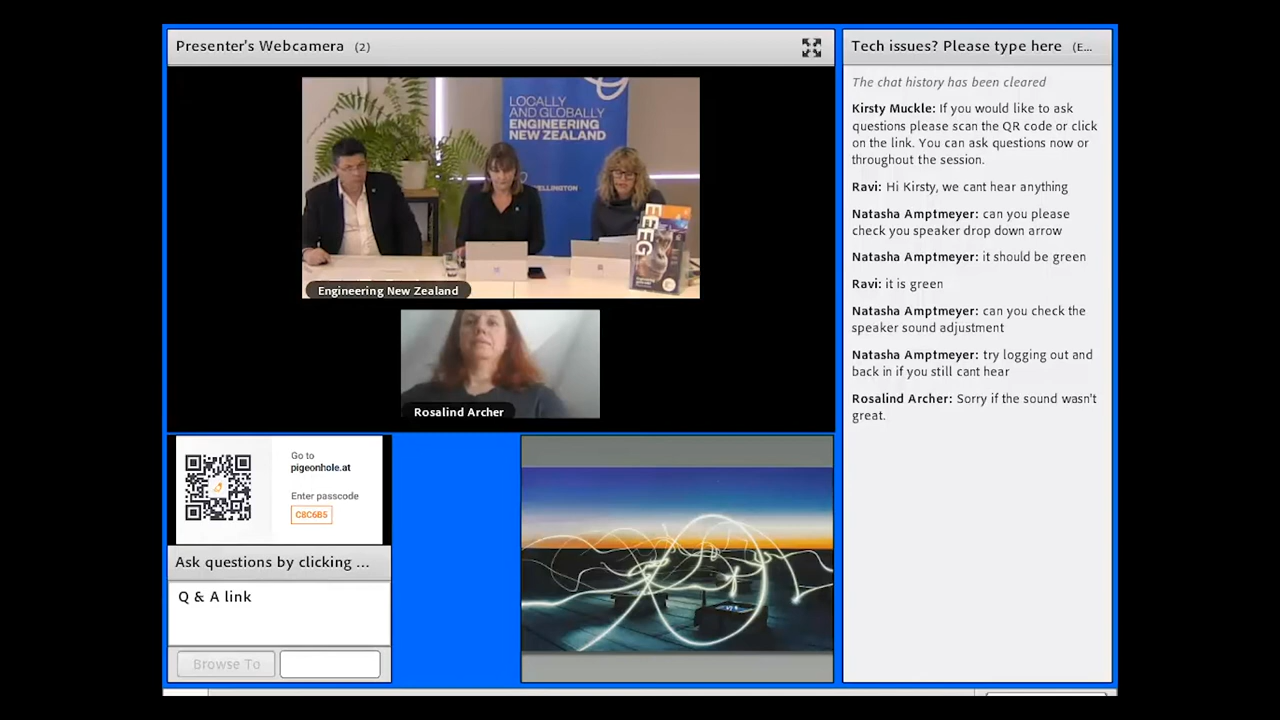 Presenter's Webcamera (2)
LOCALLY
AND GLOBALLY
ENGINEERING
NEW ZEALAND
EEEG
Engineering New Zealand
Rosalind Archer
Go to
pigeonhole.at
Enter passcode
C8C6B5
Ask questions by clicking ...
Q & A link
Browse To
Tech issues? Please type here (E...
The chat history has been cleared
Kirsty Muckle: If you would like to ask
questions please scan the QR code or click
on the link. You can ask questions now or
throughout the session.
Ravi: Hi Kirsty, we cant hear anything
Natasha Amptmeyer: can you please
check you speaker drop down arrow
Natasha Amptmeyer: it should be green
Ravi: it is green
Natasha Amptmeyer: can you check the
speaker sound adjustment
Natasha Amptmeyer: try logging out and
back in if you still cant hear
Rosalind Archer: Sorry if the sound wasn't
great.